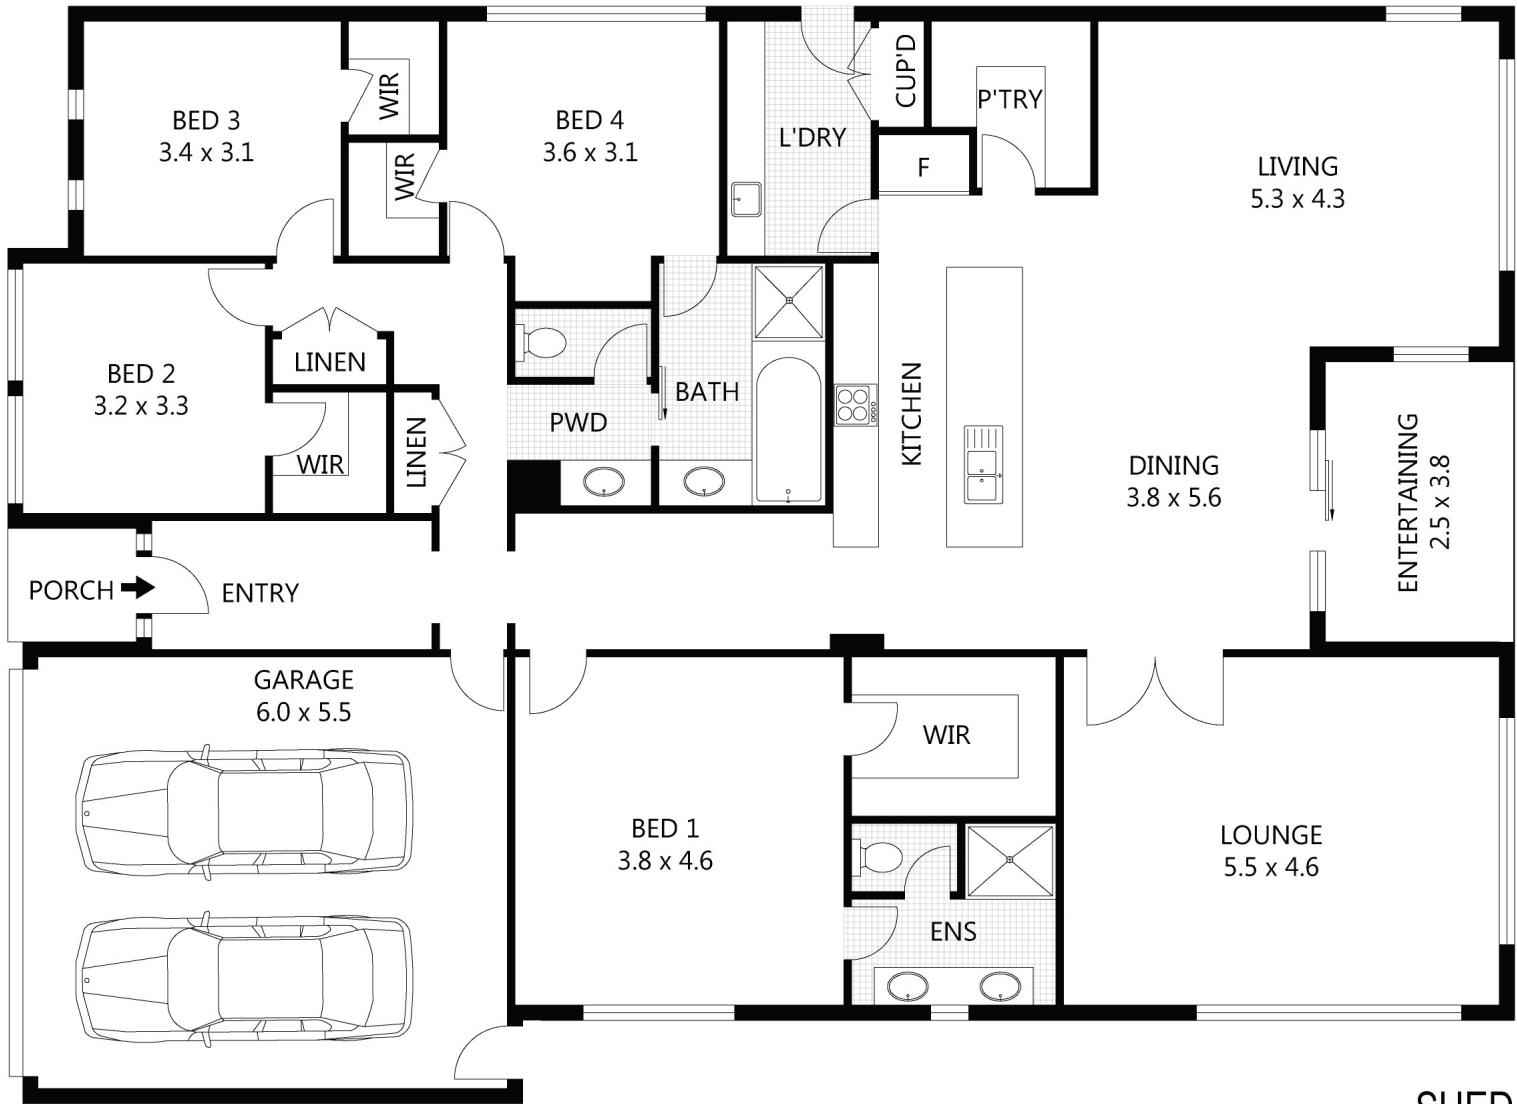 BED 3
3.4 x 3.1
WIR
WIR
BED 4
3.6 x 3.1
L'DRY
CUP'D
P'TRY
F
LIVING
5.3 x 4.3
BED 2
3.2 x 3.3
LINEN
WIR
LINEN
PWD
BATH
KITCHEN
DINING
3.8 x 5.6
ENTERTAINING
2.5 x 3.8
PORCH
ENTRY
GARAGE
6.0 x 5.5
BED 1
3.8 x 4.6
WIR
ENS
LOUNGE
5.5 x 4.6
SHED